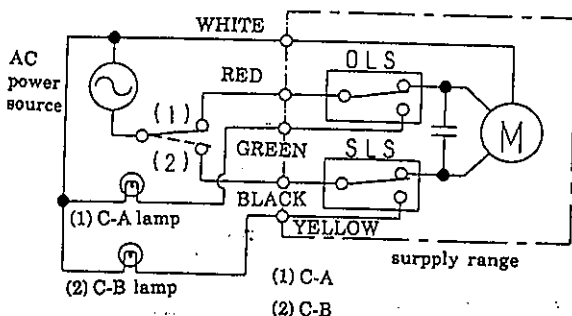 WHITE
AC
power
source
RED
OLS
(1)
(2)
GREEN
SLS
M
BLACK
(1) C-A lamp
YELLOW
surpply range
(2) C-B lamp
(1) C-A
(2) C-B